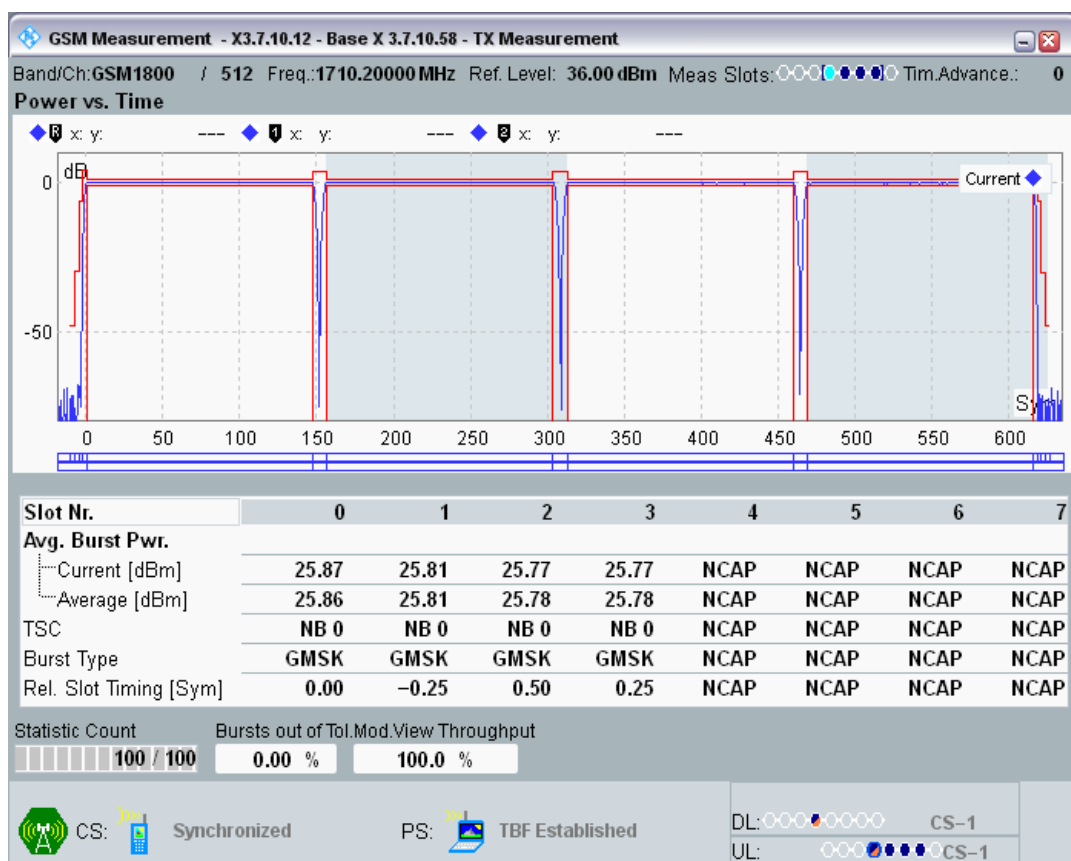 GSM Measurement - X3.7.10.12 - Base X 3.7.10.58 - TX Measurement
Band/Ch:GSM1800 / 512 Freq.:1710.20000 MHz Ref. Level: 36.00 dBm Meas Slots: Tim.Advance.: 0
Power vs. Time
R x: y: --- 1 x: y: --- 2 x: y: ---
dB
Current
0
-50
0 50 100 150 200 250 300 350 400 450 500 550 600
Slot Nr. 0 1 2 3 4 5 6 7
Avg. Burst Pwr.
Current [dBm] 25.87 25.81 25.77 25.77 NCAP NCAP NCAP NCAP
Average [dBm] 25.86 25.81 25.78 25.78 NCAP NCAP NCAP NCAP
TSC NB 0 NB 0 NB 0 NB 0 NCAP NCAP NCAP NCAP
Burst Type GMSK GMSK GMSK GMSK NCAP NCAP NCAP NCAP
Rel. Slot Timing [Sym] 0.00 −0.25 0.50 0.25 NCAP NCAP NCAP NCAP
Statistic Count Bursts out of Tol. Mod.View Throughput
100 / 100 0.00 % 100.0 %
CS: Synchronized PS: TBF Established DL: CS−1
UL: CS−1